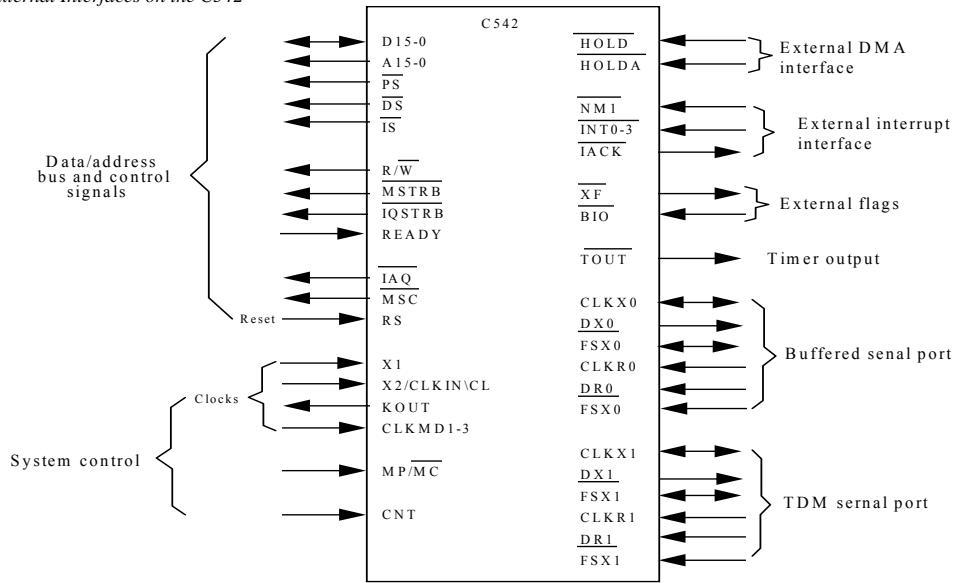 External Interfaces on the C542
C542
D15-0
A15-0
PS
DS
IS
R/W
MSTRB
IQSTRB
READY
IAQ
MSC
Reset
RS
Data/address
bus and control
signals
X1
X2/CLKIN\CL
KOUT
CLKMD1-3
Clocks
MP/MC
CNT
System control
HOLD
HOLDA
External DMA
interface
NM1
INT0-3
IACK
External interrupt
interface
XF
BIO
External flags
TOUT
Timer output
CLKX0
DX0
FSX0
CLKR0
DR0
FSX0
Buffered senal port
CLKX1
DX1
FSX1
CLKR1
DR1
FSX1
TDM sernal port